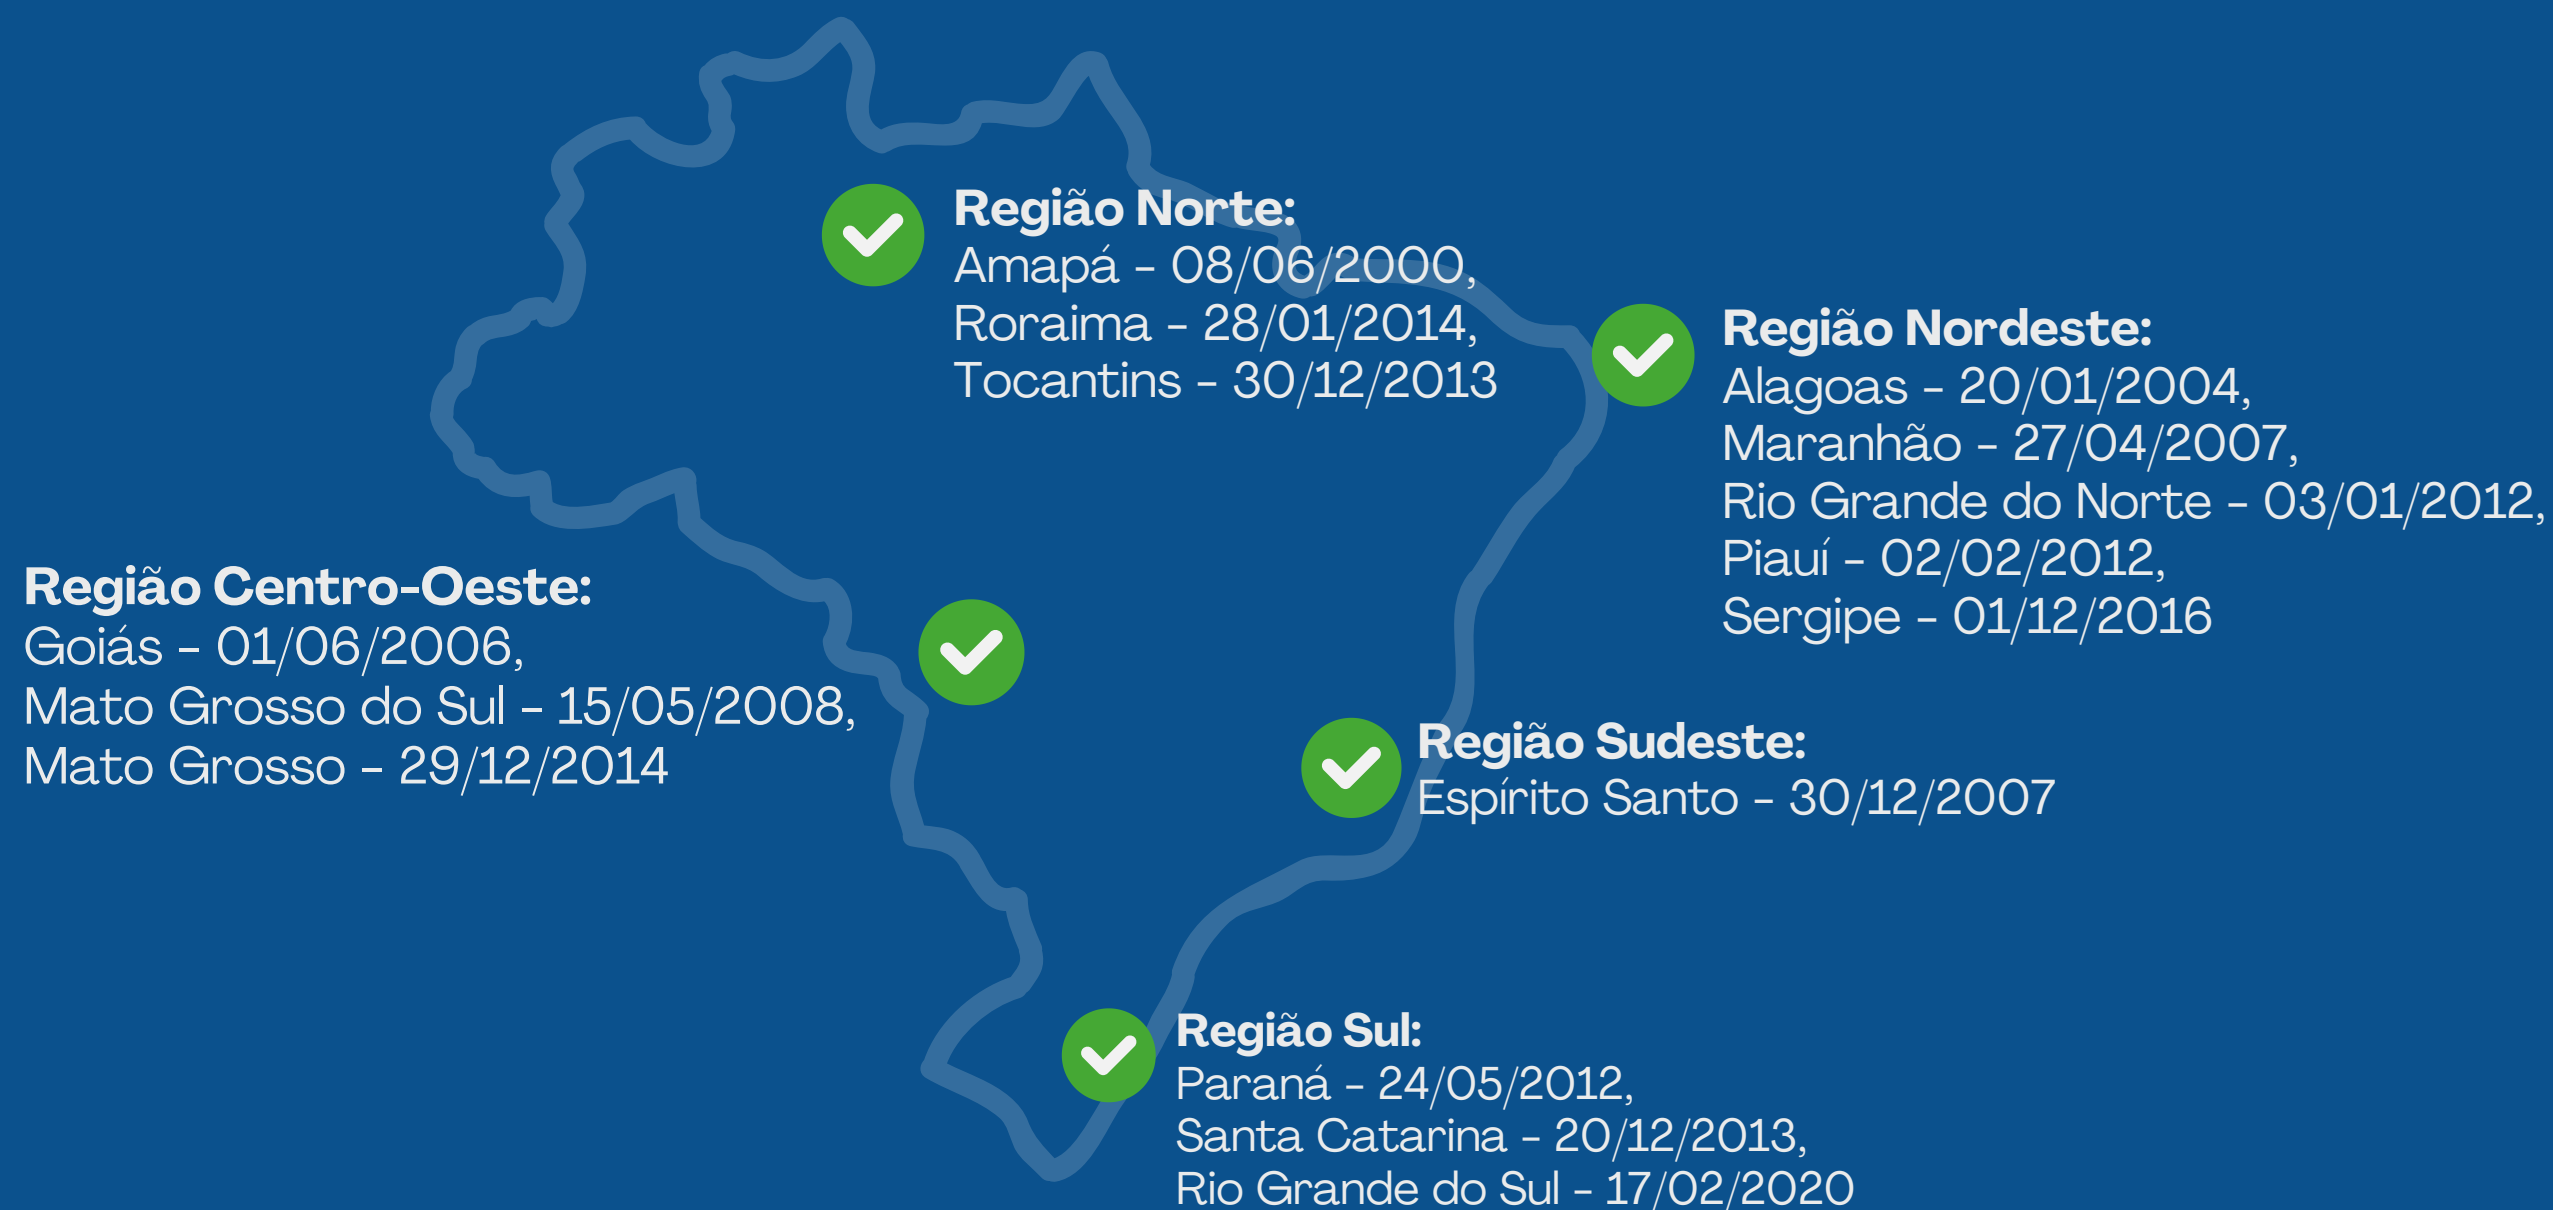 Região Norte:
Amapá - 08/06/2000,
Roraima - 28/01/2014,
Tocantins - 30/12/2013
Região Nordeste:
Alagoas - 20/01/2004,
Maranhão - 27/04/2007,
Rio Grande do Norte - 03/01/2012,
Piauí - 02/02/2012,
Sergipe - 01/12/2016
Região Centro-Oeste:
Goiás - 01/06/2006,
Mato Grosso do Sul - 15/05/2008,
Mato Grosso - 29/12/2014
Região Sudeste:
Espírito Santo - 30/12/2007
Região Sul:
Paraná - 24/05/2012,
Santa Catarina - 20/12/2013,
Rio Grande do Sul - 17/02/2020